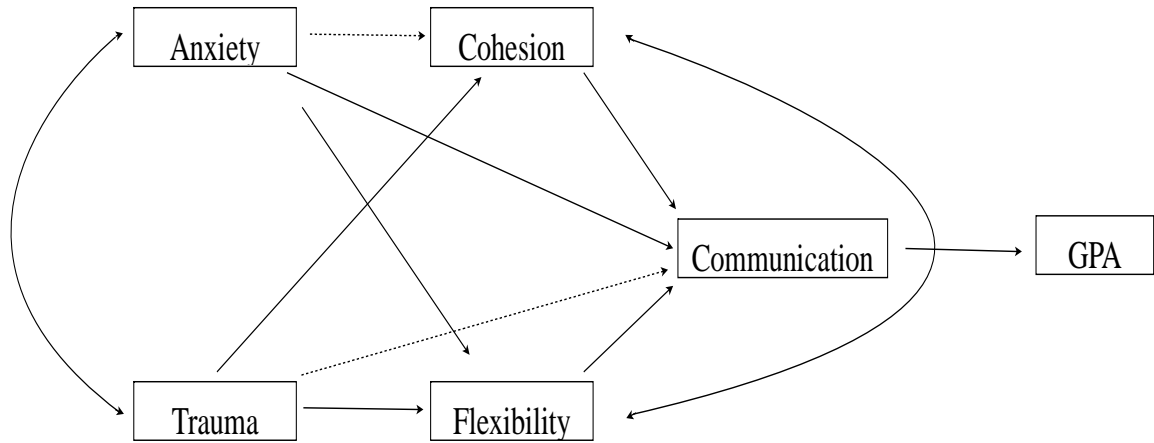 Anxiety
Cohesion
Communication
GPA
Trauma
Flexibility